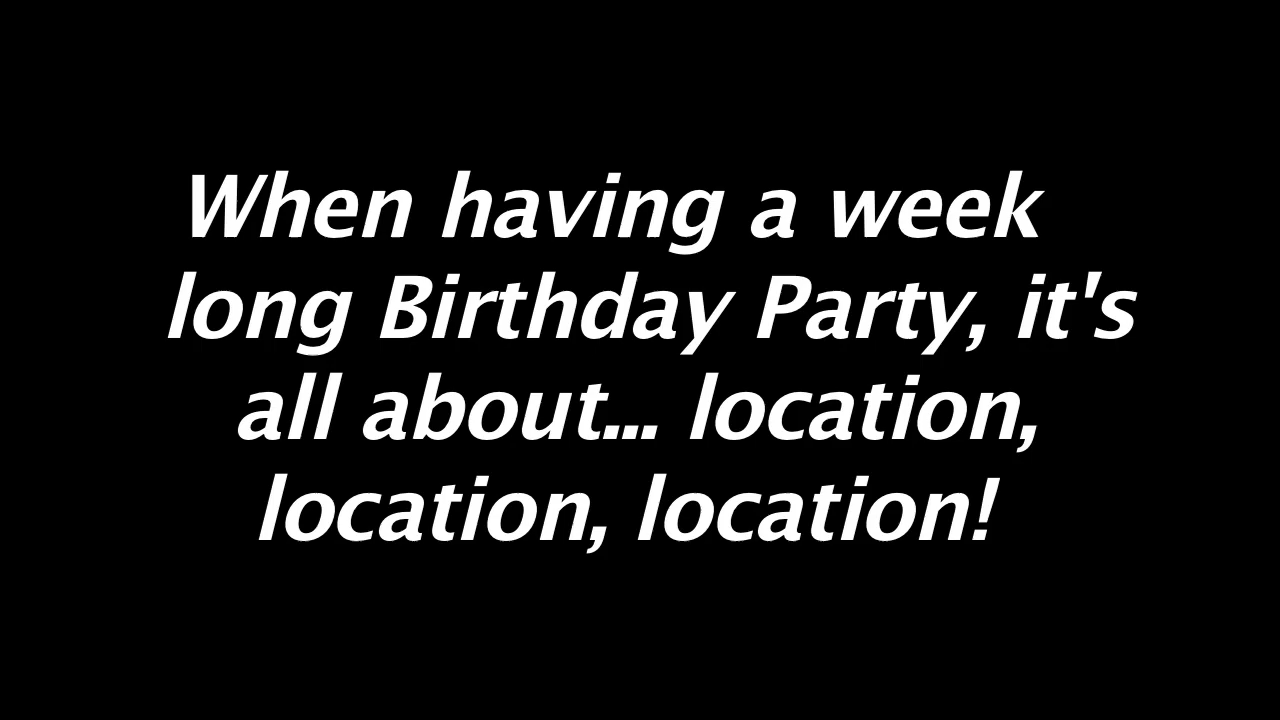 When having a week
long Birthday Party, it's
all about... location,
location, location!